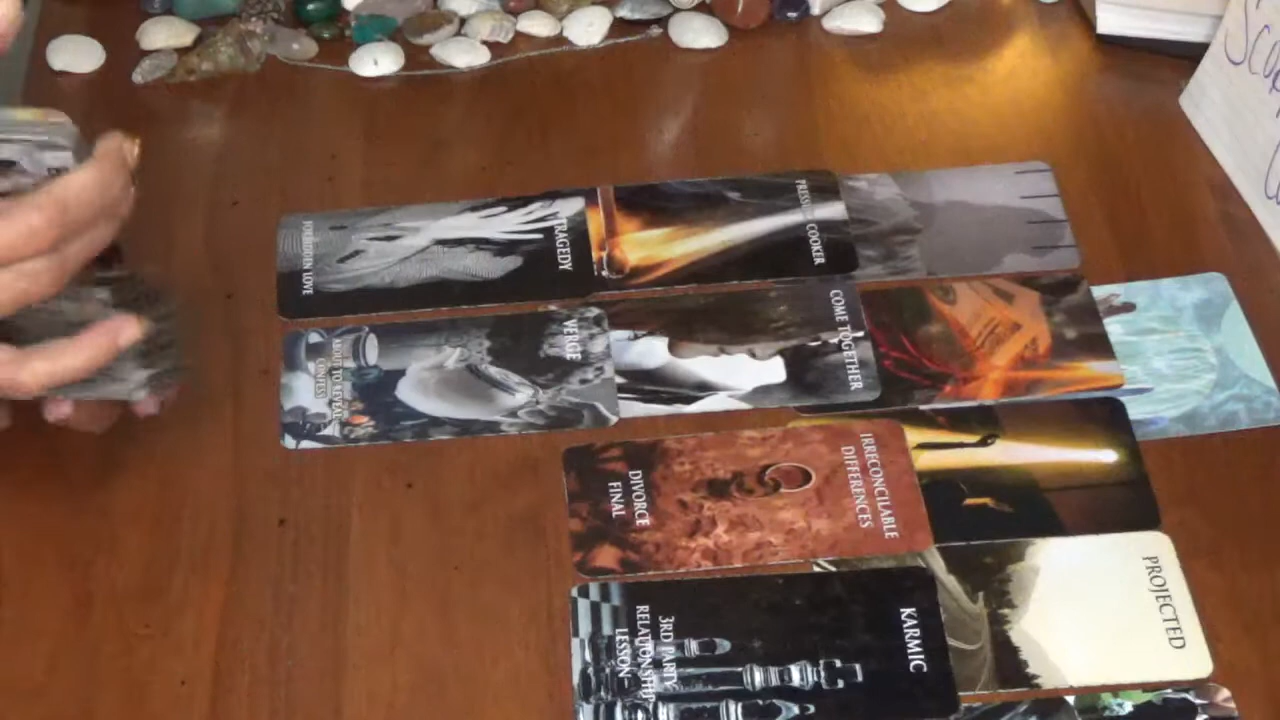 FORBIDDEN LOVE
TRAGEDY
COOKER
ABOUT TO REVEAL
CONFESS
VERGE
COME TOGETHER
DIVORCE
FINAL
IRRECONCILABLE
DIFFERENCES
PROJECTED
3RD PARTY
RELATIONSHIP
LESSON-
KARMIC